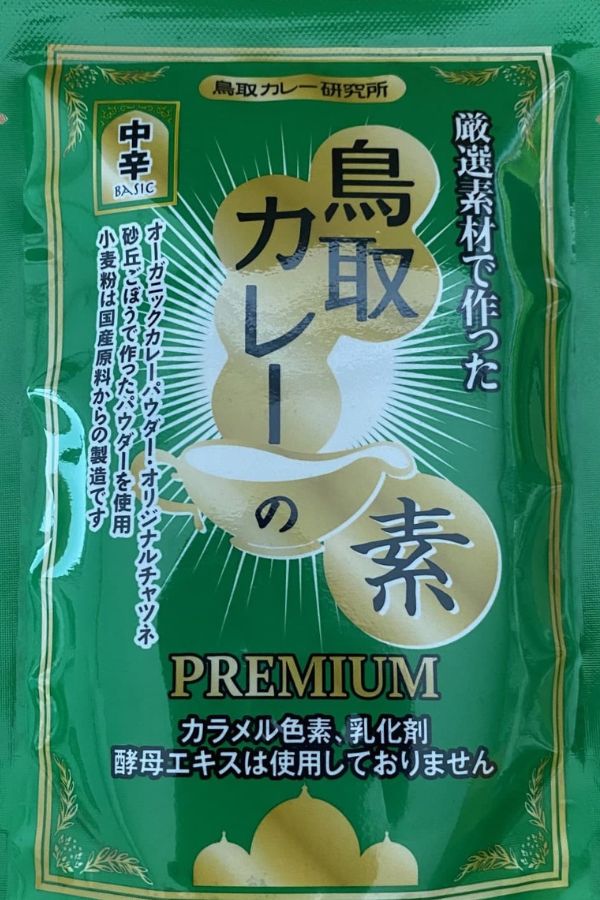 鳥取カレー研究所
中辛
BASIC
厳選素材で作った
鳥取
カレーの
素
オーガニックカレーパウダー・オリジナルチャツネ
砂丘ごぼうで作ったパウダーを使用
小麦粉は国産原料からの製造です
PREMIUM
カラメル色素、乳化剤
酵母エキスは使用しておりません